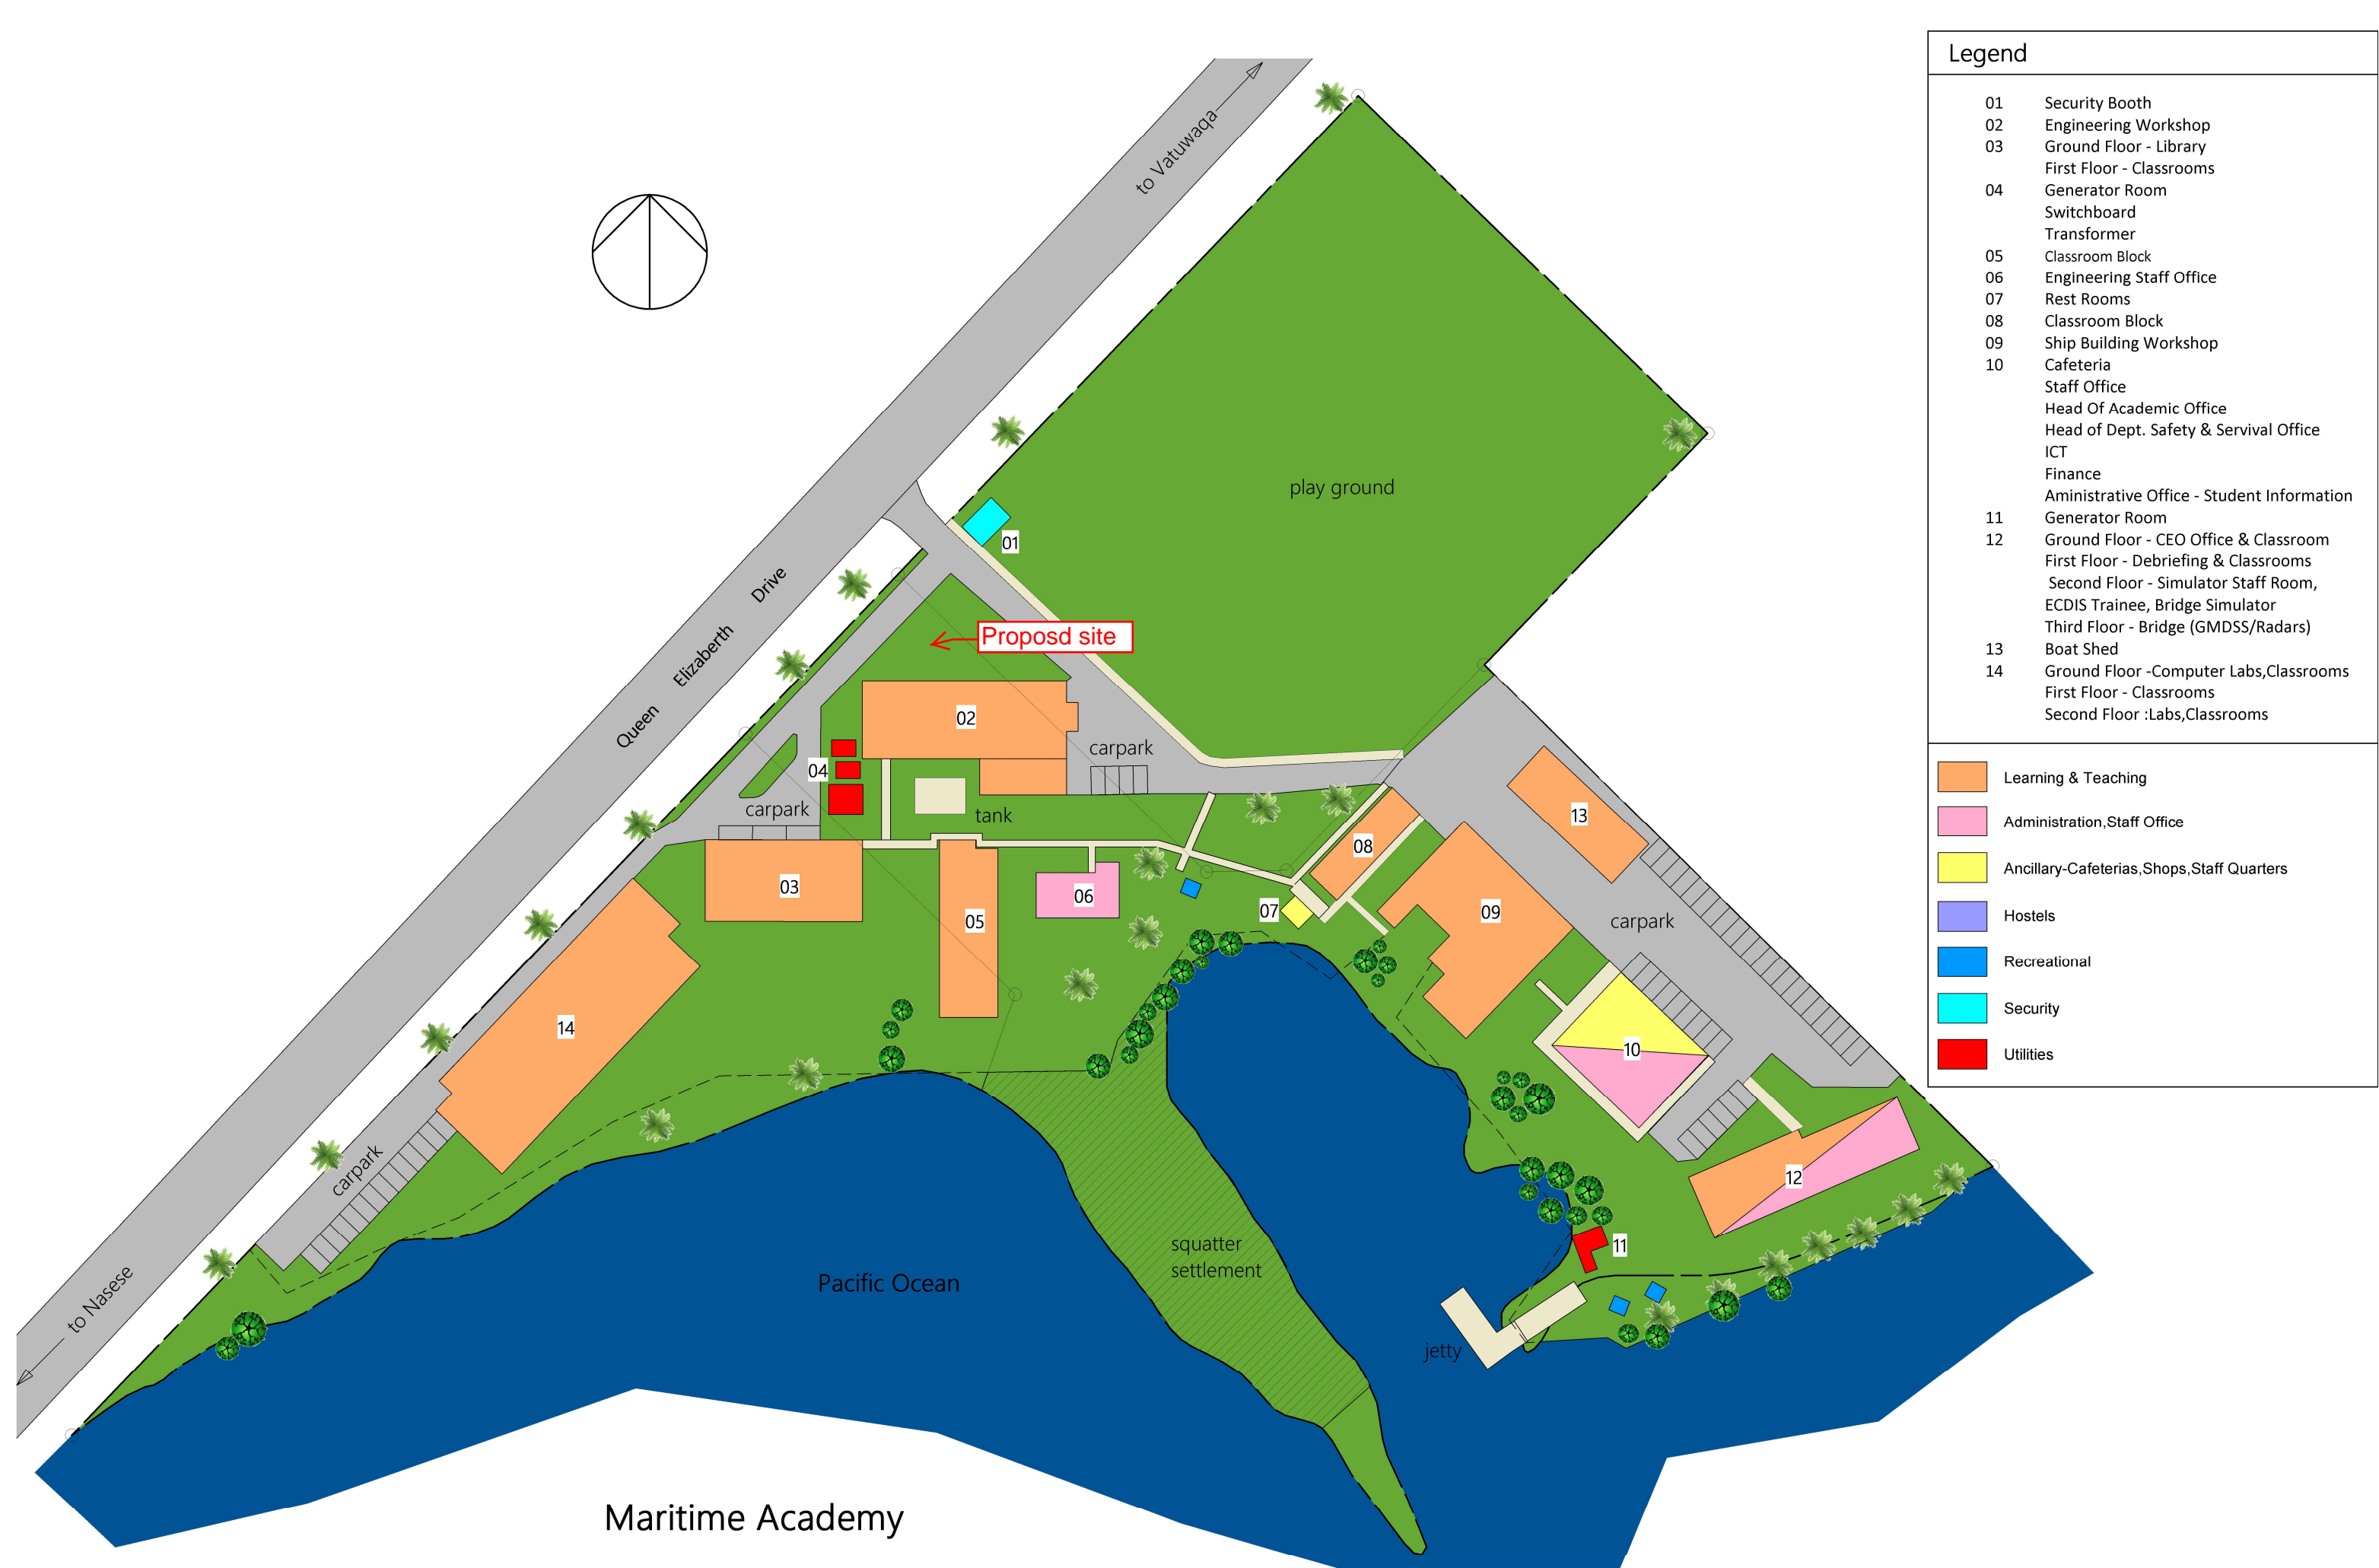 Legend
01 Security Booth
02 Engineering Workshop
03 Ground Floor - Library
First Floor - Classrooms
04 Generator Room
Switchboard
Transformer
05 Classroom Block
06 Engineering Staff Office
07 Rest Rooms
08 Classroom Block
09 Ship Building Workshop
10 Cafeteria
Staff Office
Head Of Academic Office
Head of Dept. Safety & Servival Office
ICT
Finance
Aministrative Office - Student Information
11 Generator Room
12 Ground Floor - CEO Office & Classroom
First Floor - Debriefing & Classrooms
Second Floor - Simulator Staff Room,
ECDIS Trainee, Bridge Simulator
Third Floor - Bridge (GMDSS/Radars)
13 Boat Shed
14 Ground Floor -Computer Labs,Classrooms
First Floor - Classrooms
Second Floor :Labs,Classrooms
Learning & Teaching
Administration,Staff Office
Ancillary-Cafeterias,Shops,Staff Quarters
Hostels
Recreational
Security
Utilities
to Vatuwaqa
play ground
01
Queen Elizaberth Drive
Proposd site
02
carpark
04
carpark
tank
13
08
03
06
05
07
09
carpark
14
10
carpark
12
11
squatter
settlement
Pacific Ocean
to Nasese
jetty
Maritime Academy